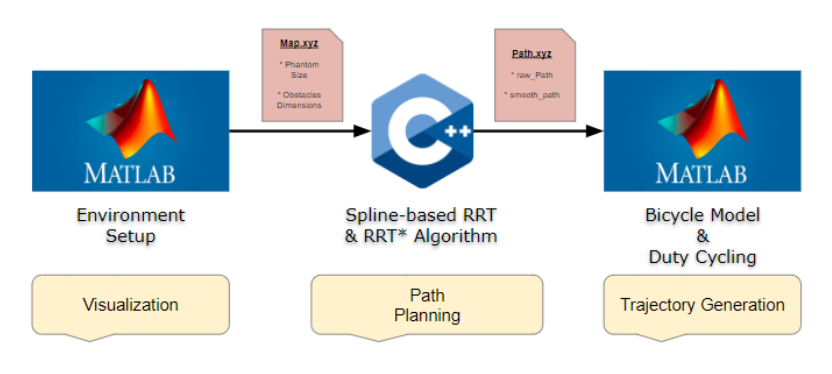 Map.xyz
* Phantom
Size
* Obstacles
Dimensions
Path.xyz
* raw_Path
* smooth_path
MATLAB
C++
MATLAB
Environment
Setup
Spline-based RRT
& RRT* Algorithm
Bicycle Model
&
Duty Cycling
Visualization
Path
Planning
Trajectory Generation